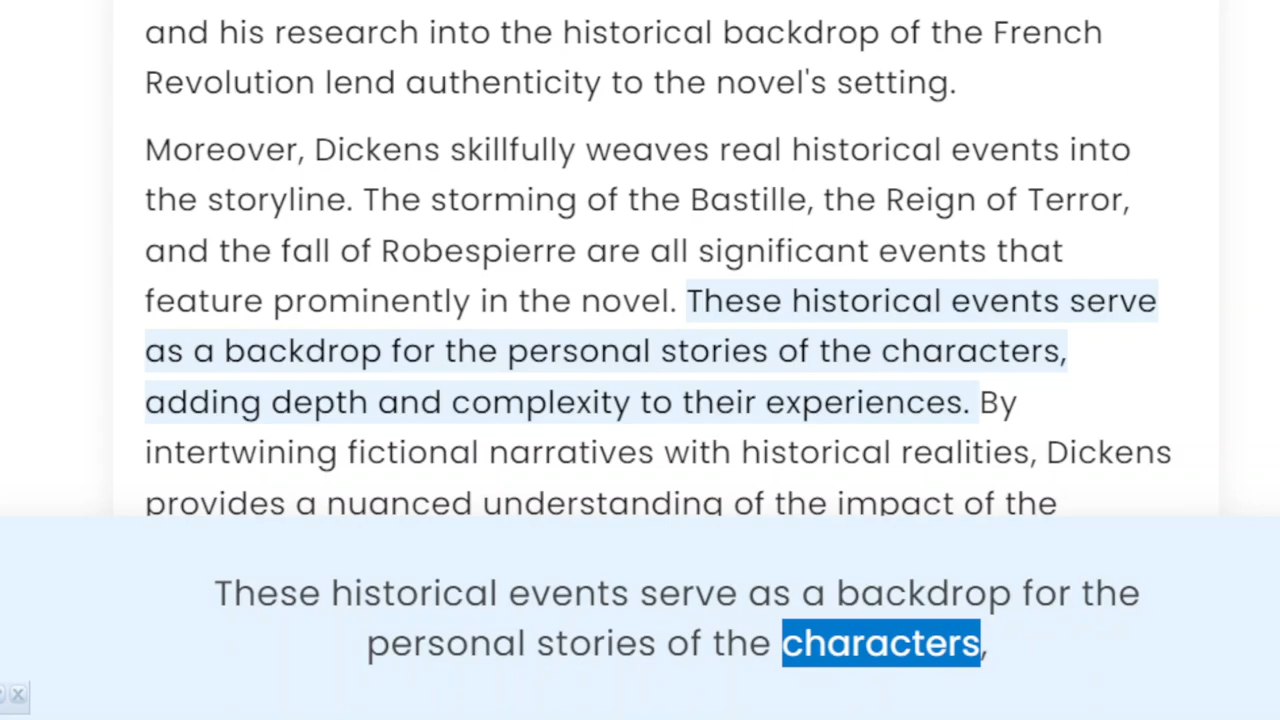 and his research into the historical backdrop of the French
Revolution lend authenticity to the novel's setting.
Moreover, Dickens skillfully weaves real historical events into
the storyline. The storming of the Bastille, the Reign of Terror,
and the fall of Robespierre are all significant events that
feature prominently in the novel. These historical events serve
as a backdrop for the personal stories of the characters,
adding depth and complexity to their experiences. By
intertwining fictional narratives with historical realities, Dickens
provides a nuanced understanding of the impact of the
These historical events serve as a backdrop for the
personal stories of the characters,